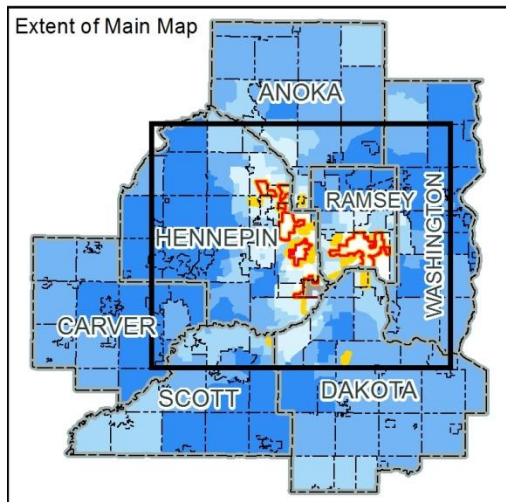 Extent of Main Map
ANOKA
RAMSEY
HENNEPIN
WASHINGTON
CARVER
SCOTT
DAKOTA